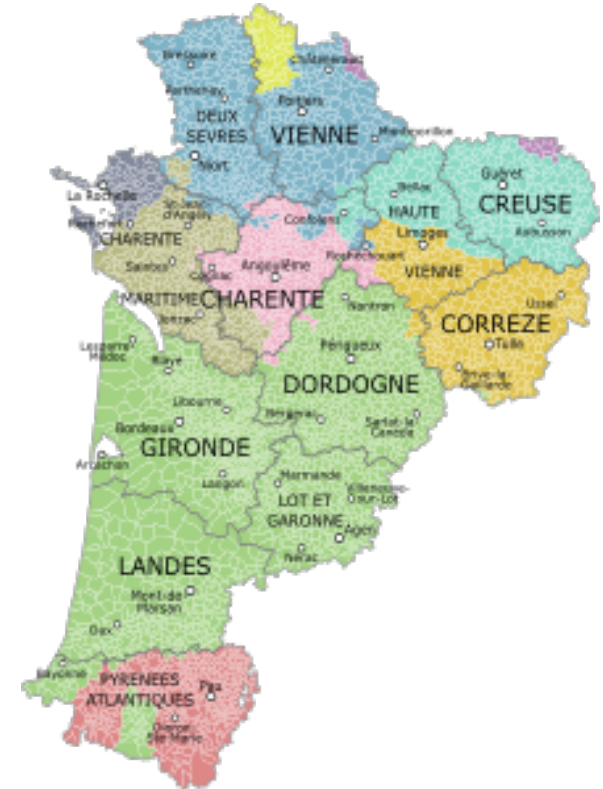 Bressuire
Châtellerault
Parthenay
Poitiers
DEUX
SEVRES
VIENNE
Montmorillon
Niort
Bellac
Guéret
La Rochelle
CREUSE
St-Jean
d'Angély
HAUTE
Rochefort
Confolens
Aubusson
CHARENTE
Limoges
Rochechouart
Saintes
Angoulême
VIENNE
Cognac
MARITIME
CHARENTE
Nontron
Ussel
Jonzac
CORREZE
Lesparre
Médoc
Périgueux
Tulle
Blaye
Brive-la-
Gaillarde
DORDOGNE
Libourne
Bergerac
Sarlat-la
Canéda
Bordeaux
GIRONDE
Arcachon
Langon
Marmande
Villeneuve
sur-Lot
LOT ET
GARONNE
Agen
Nérac
LANDES
Mont-de
Marsan
Dax
Bayonne
PYRENEES
Pau
ATLANTIQUES
Oloron
Ste-Marie